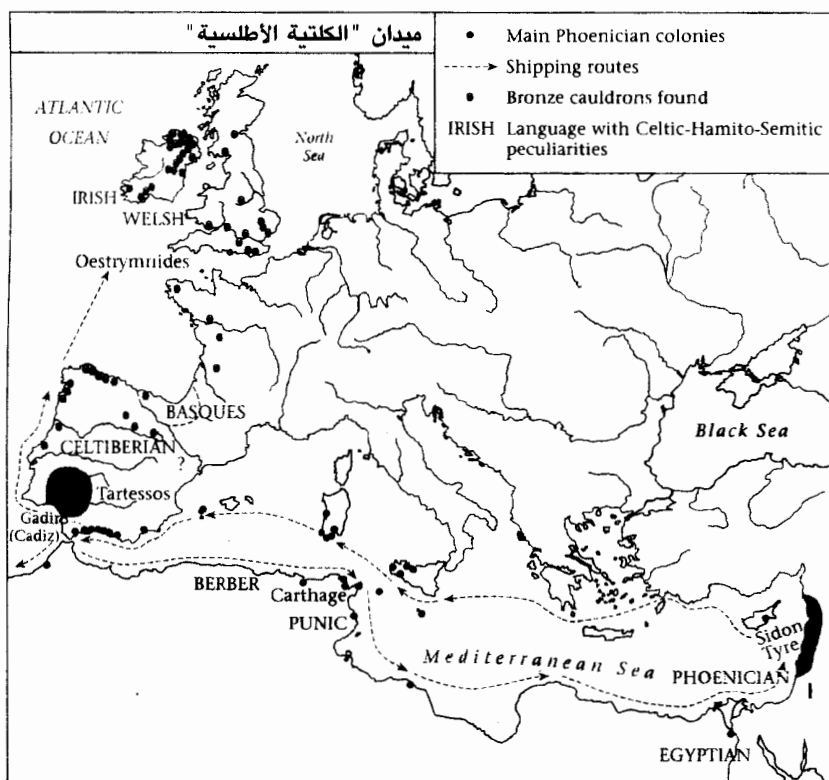 ميدان "الكلتية الأطلسية"
Main Phoenician colonies
Shipping routes
Bronze cauldrons found
IRISH Language with Celtic-Hamito-Semitic
peculiarities
ATLANTIC
OCEAN
North
Sea
IRISH
WELSH
Oestrymnides
BASQUES
CELTIBERIAN
?
Tartessos
Gadira
(Cadiz)
Black Sea
BERBER
Carthage
PUNIC
Mediterranean Sea
Sidon
Tyre
PHOENICIAN
EGYPTIAN